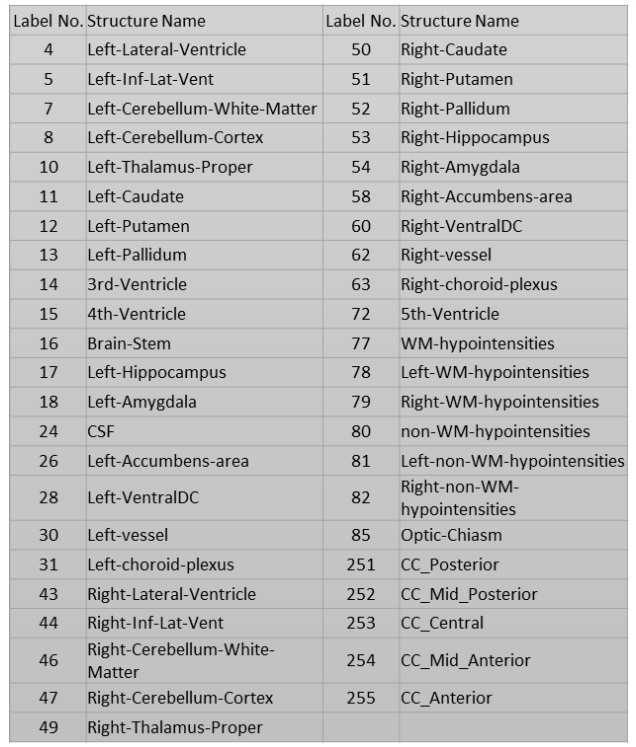 Label No. Structure Name Label No. Structure Name
4 Left-Lateral-Ventricle 50 Right-Caudate
5 Left-Inf-Lat-Vent 51 Right-Putamen
7 Left-Cerebellum-White-Matter 52 Right-Pallidum
8 Left-Cerebellum-Cortex 53 Right-Hippocampus
10 Left-Thalamus-Proper 54 Right-Amygdala
11 Left-Caudate 58 Right-Accumbens-area
12 Left-Putamen 60 Right-VentralDC
13 Left-Pallidum 62 Right-vessel
14 3rd-Ventricle 63 Right-choroid-plexus
15 4th-Ventricle 72 5th-Ventricle
16 Brain-Stem 77 WM-hypointensities
17 Left-Hippocampus 78 Left-WM-hypointensities
18 Left-Amygdala 79 Right-WM-hypointensities
24 CSF 80 non-WM-hypointensities
26 Left-Accumbens-area 81 Left-non-WM-hypointensities
28 Left-VentralDC 82 Right-non-WM-
hypointensities
30 Left-vessel 85 Optic-Chiasm
31 Left-choroid-plexus 251 CC_Posterior
43 Right-Lateral-Ventricle 252 CC_Mid_Posterior
44 Right-Inf-Lat-Vent 253 CC_Central
46 Right-Cerebellum-White-
Matter 254 CC_Mid_Anterior
47 Right-Cerebellum-Cortex 255 CC_Anterior
49 Right-Thalamus-Proper